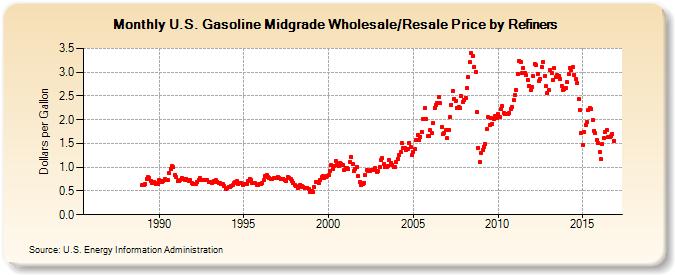 Monthly U.S. Gasoline Midgrade Wholesale/Resale Price by Refiners
Dollars per Gallon
3.5
3.0
2.5
2.0
1.5
1.0
0.5
0.0
1990 1995 2000 2005 2010 2015
Source: U.S. Energy Information Administration